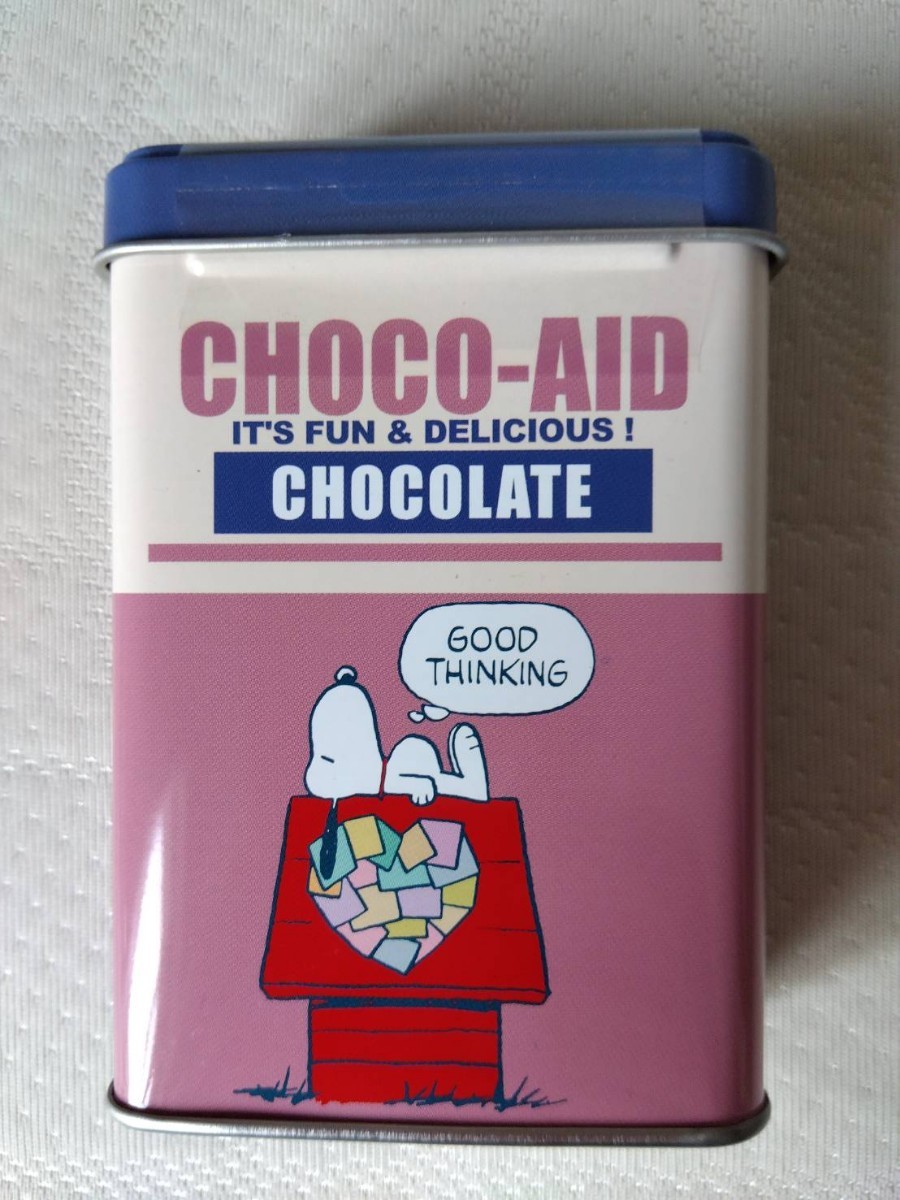 CHOCO-AID
IT'S FUN & DELICIOUS !
CHOCOLATE
GOOD
THINKING